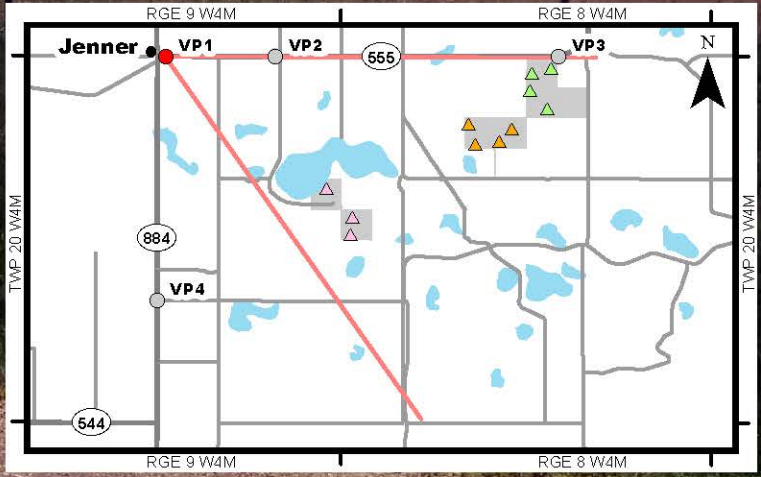 RGE 9 W4M
RGE 8 W4M
Jenner
VP1
VP2
555
VP3
N
TWP 20 W4M
TWP 20 W4M
884
VP4
544
RGE 9 W4M
RGE 8 W4M